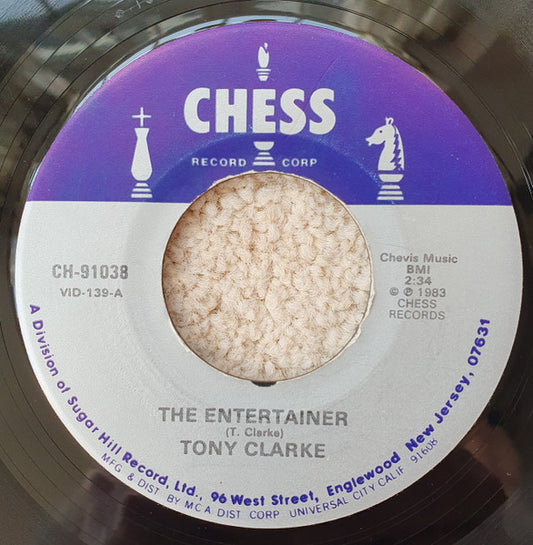 CHESS
RECORD CORP
CH-91038
VID-139-A
Chevis Music
BMI
2:34
© ℗ 1983
CHESS
RECORDS
THE ENTERTAINER
(T. Clarke)
TONY CLARKE
A Division of Sugar Hill Record, Ltd., 96 West Street, Englewood New Jersey, 07631
MFG & DIST BY MCA DIST CORP UNIVERSAL CITY CALIF 91608